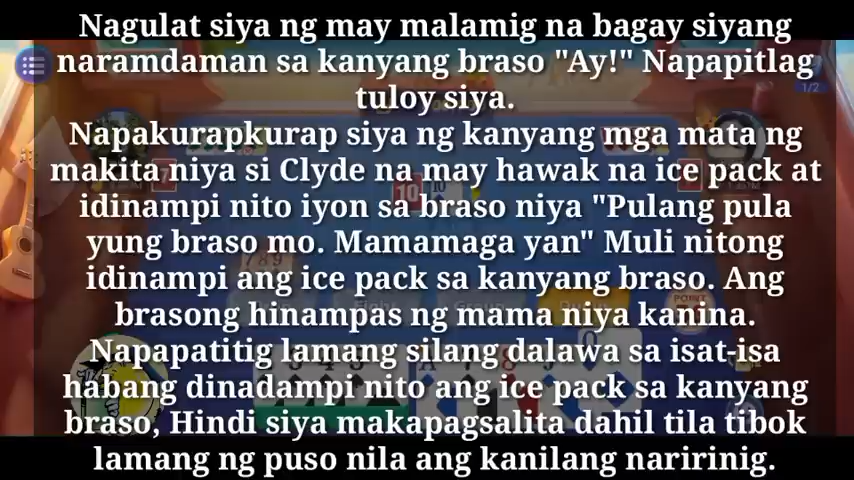 Nagulat siya ng may malamig na bagay siyang
naramdaman sa kanyang braso "Ay!" Napapitlag
tuloy siya.
Napakurapkurap siya ng kanyang mga mata ng
makita niya si Clyde na may hawak na ice pack at
idinampi nito iyon sa braso niya "Pulang pula
yung braso mo. Mamamaga yan" Muli nitong
idinampi ang ice pack sa kanyang braso. Ang
brasong hinampas ng mama niya kanina.
Napapatitig lamang silang dalawa sa isat-isa
habang dinadampi nito ang ice pack sa kanyang
braso, Hindi siya makapagsalita dahil tila tibok
lamang ng puso nila ang kanilang naririnig.
1/2
10
POINT